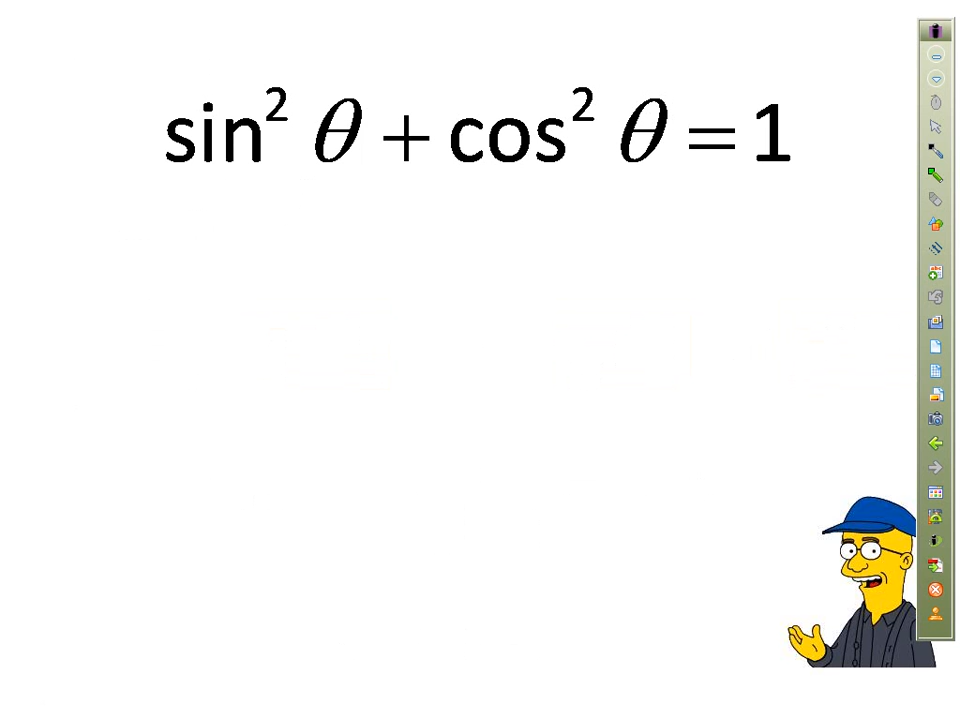 sin² θ + cos² θ = 1